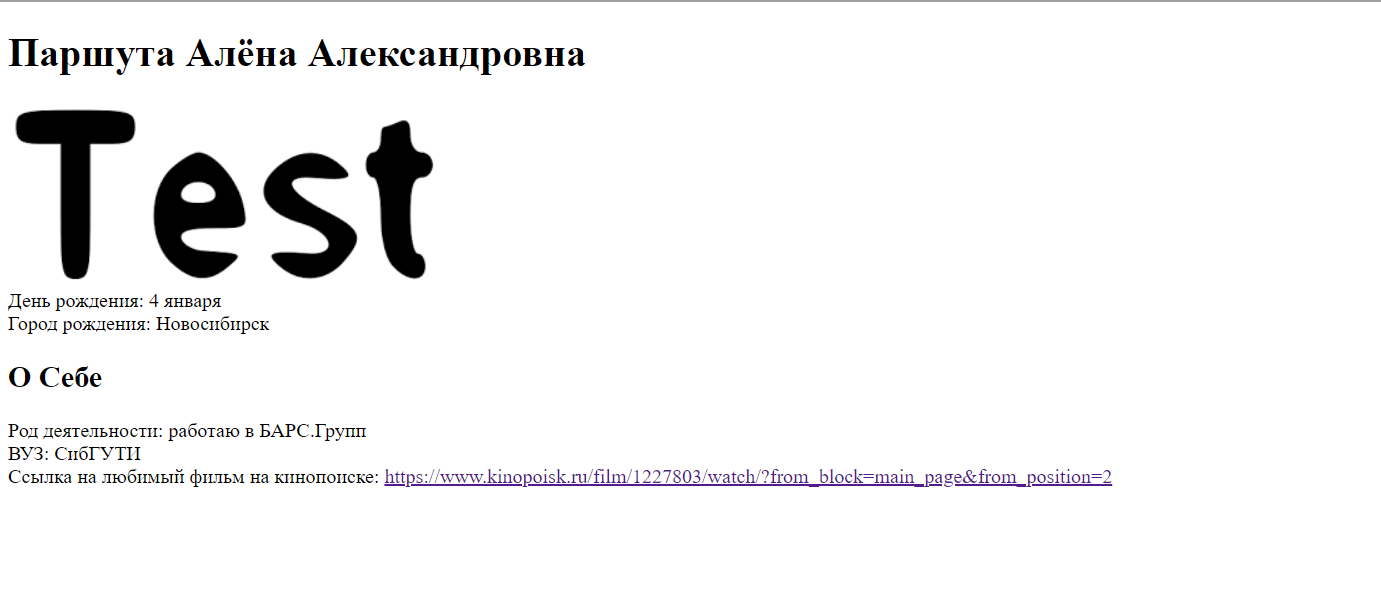 Паршута Алёна Александровна
Test
День рождения: 4 января
Город рождения: Новосибирск
О Себе
Род деятельности: работаю в БАРС.Групп
ВУЗ: СибГУТИ
Ссылка на любимый фильм на кинопоиске: https://www.kinopoisk.ru/film/1227803/watch/?from_block=main_page&from_position=2